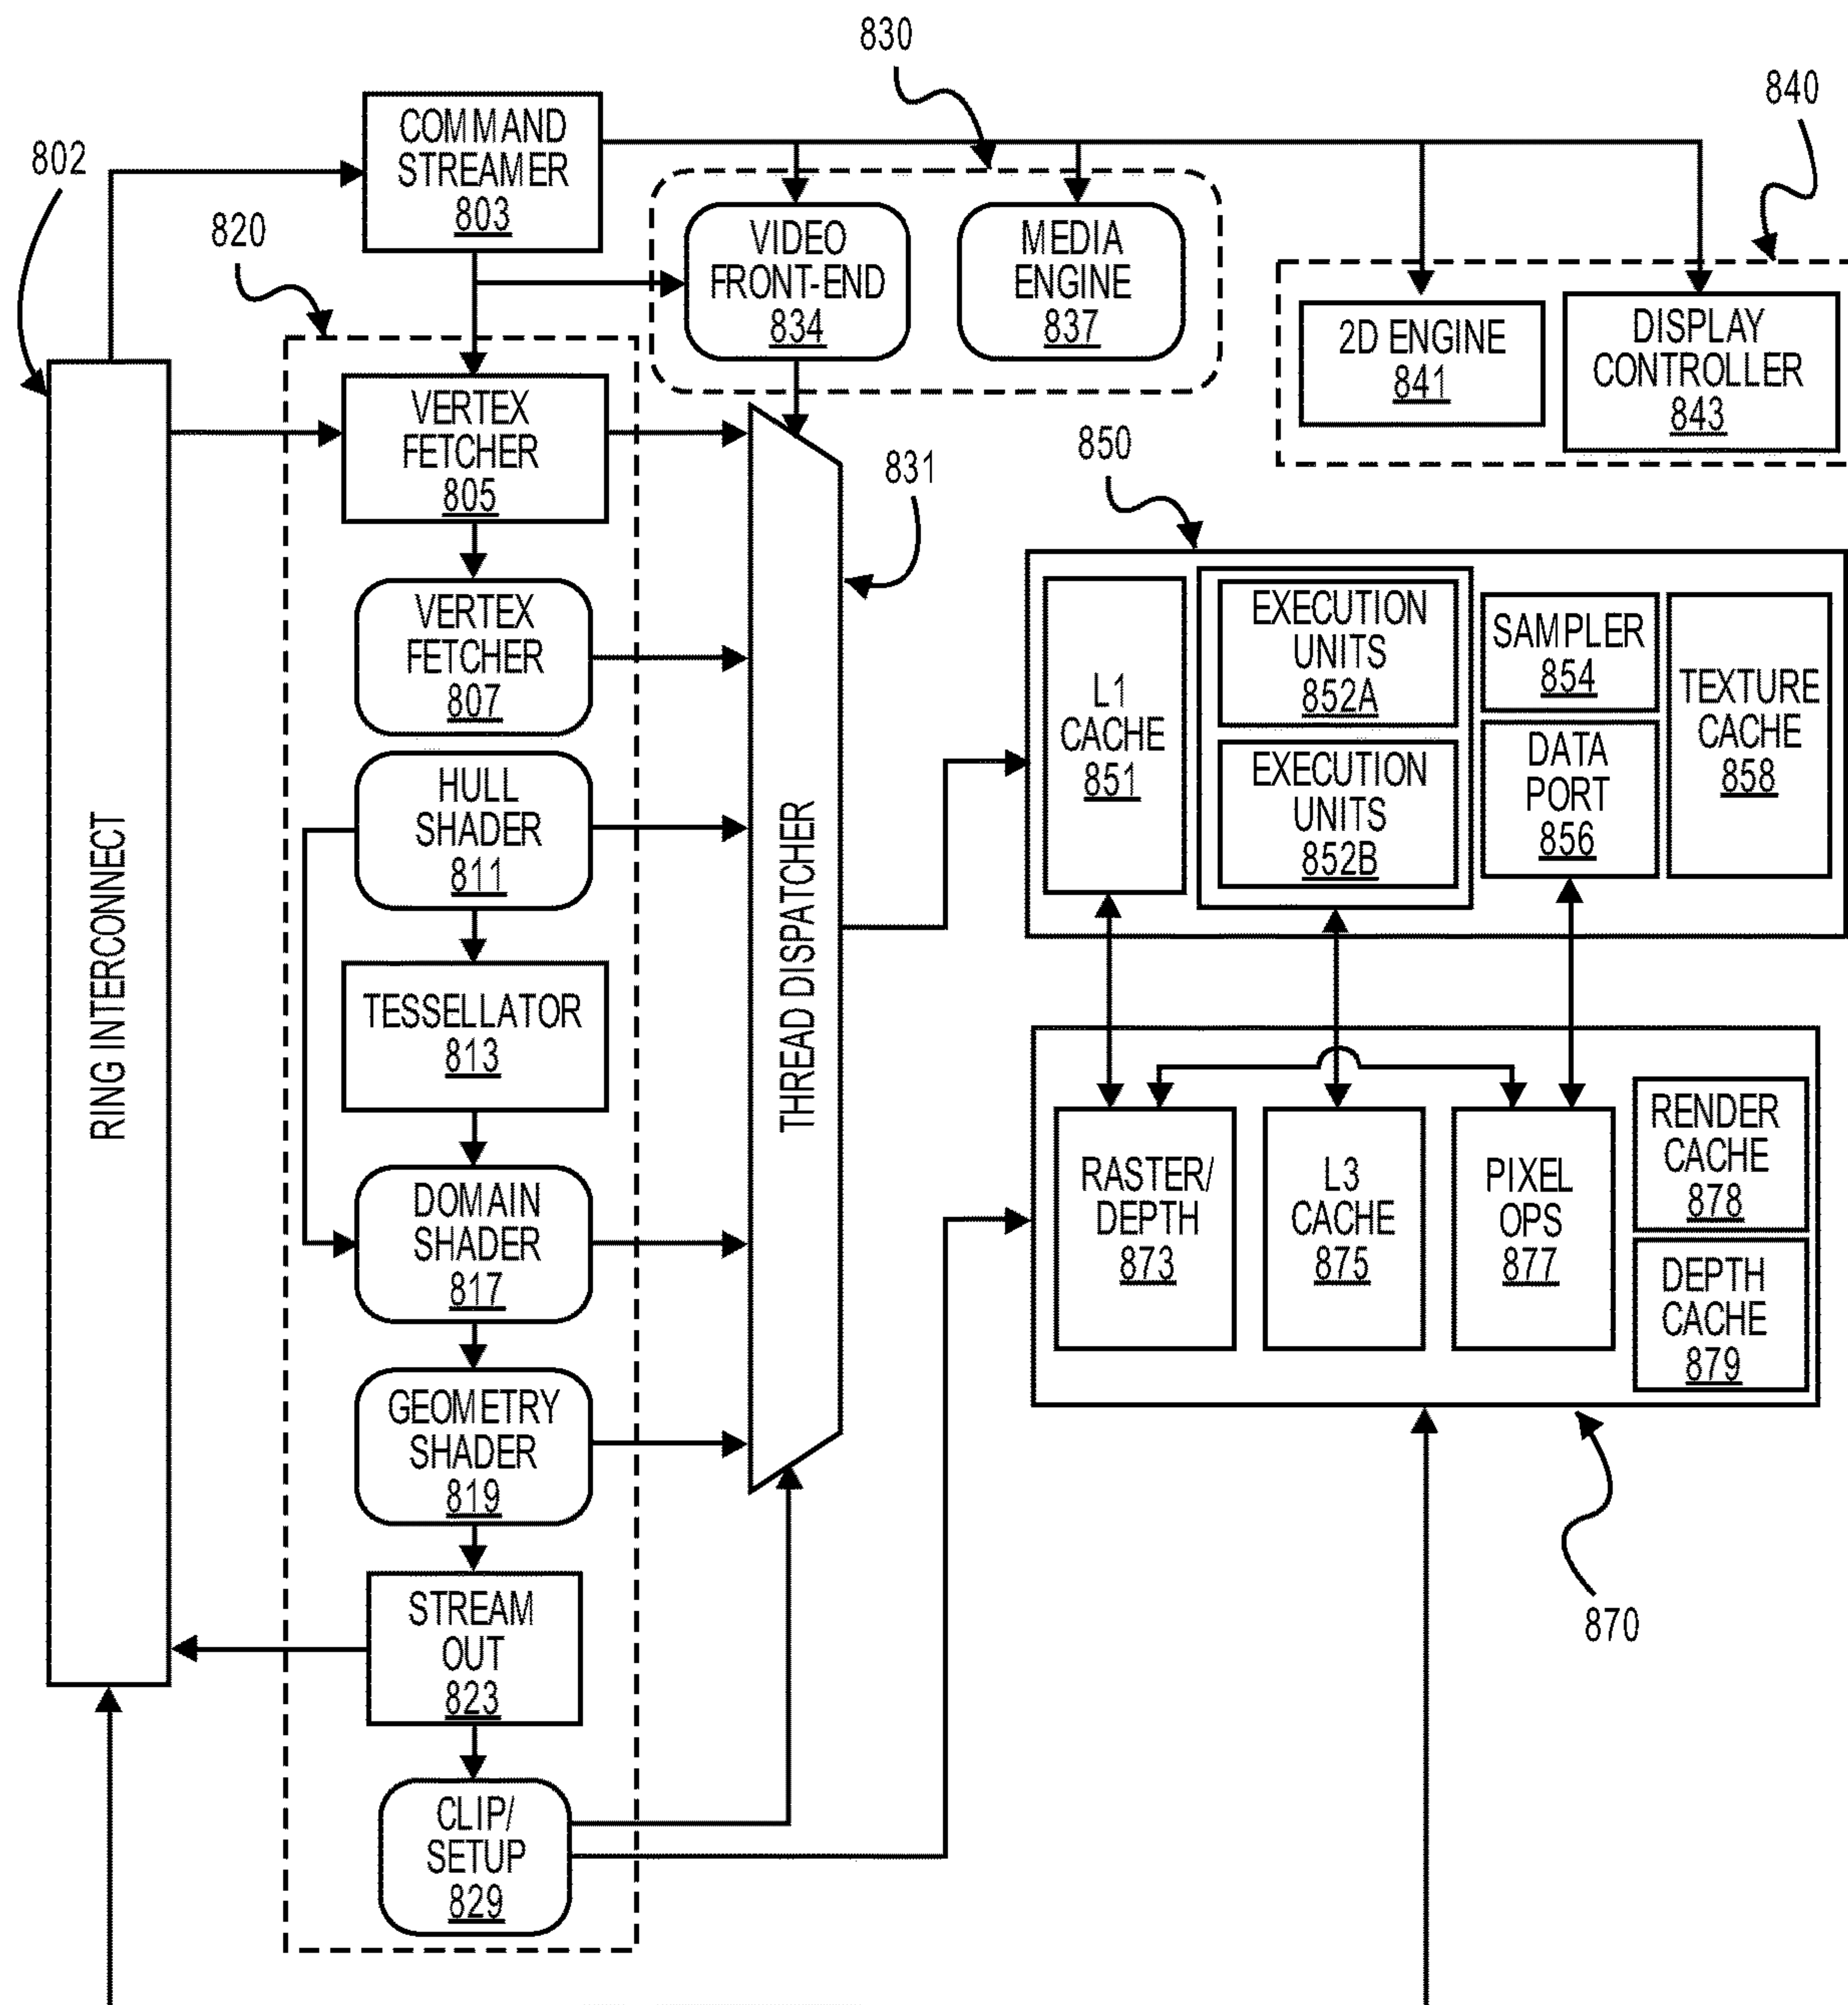 830
840
802
COMMAND
STREAMER
803
820
VIDEO
FRONT-END
834
MEDIA
ENGINE
837
2D ENGINE
841
DISPLAY
CONTROLLER
843
VERTEX
FETCHER
805
850
831
VERTEX
FETCHER
807
L1
CACHE
851
EXECUTION
UNITS
852A
EXECUTION
UNITS
852B
SAMPLER
854
DATA
PORT
856
TEXTURE
CACHE
858
HULL
SHADER
811
RING INTERCONNECT
THREAD DISPATCHER
TESSELLATOR
813
RASTER/
DEPTH
873
L3
CACHE
875
PIXEL
OPS
877
RENDER
CACHE
878
DEPTH
CACHE
879
DOMAIN
SHADER
817
GEOMETRY
SHADER
819
STREAM
OUT
823
870
CLIP/
SETUP
829